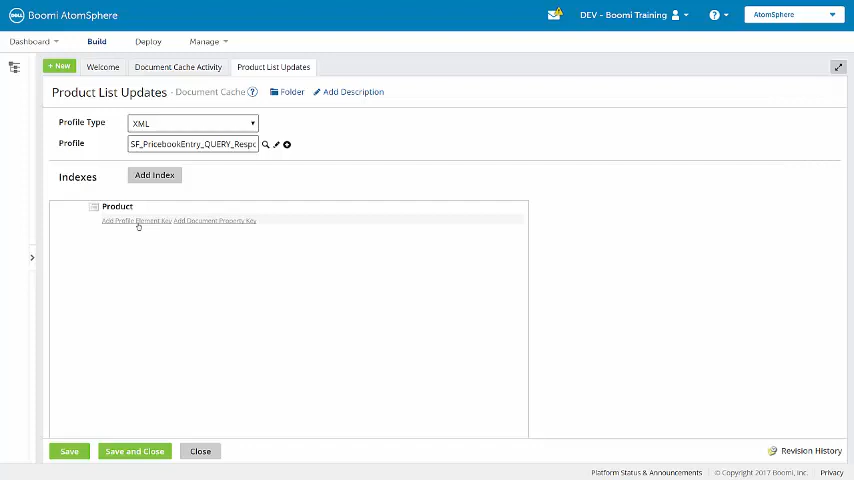 DELL Boomi AtomSphere
DEV - Boomi Training
?
AtomSphere
Dashboard
Build
Deploy
Manage
+ New
Welcome
Document Cache Activity
Product List Updates
Product List Updates - Document Cache ?
Folder
Add Description
Profile Type
XML
Profile
SF_PricebookEntry_QUERY_Respo
Indexes
Add Index
Product
Add Profile Element Key Add Document Property Key
Save
Save and Close
Close
Revision History
Platform Status & Announcements
© Copyright 2017 Boomi, Inc.
Privacy